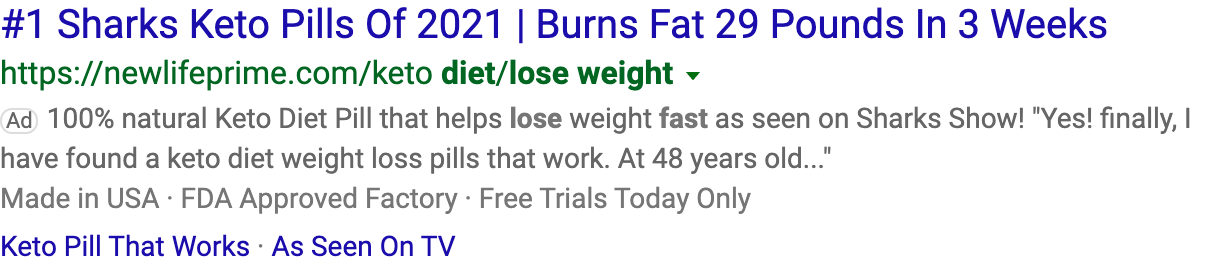 #1 Sharks Keto Pills Of 2021 | Burns Fat 29 Pounds In 3 Weeks
https://newlifeprime.com/keto diet/lose weight
Ad 100% natural Keto Diet Pill that helps lose weight fast as seen on Sharks Show! "Yes! finally, I
have found a keto diet weight loss pills that work. At 48 years old..."
Made in USA · FDA Approved Factory · Free Trials Today Only
Keto Pill That Works · As Seen On TV